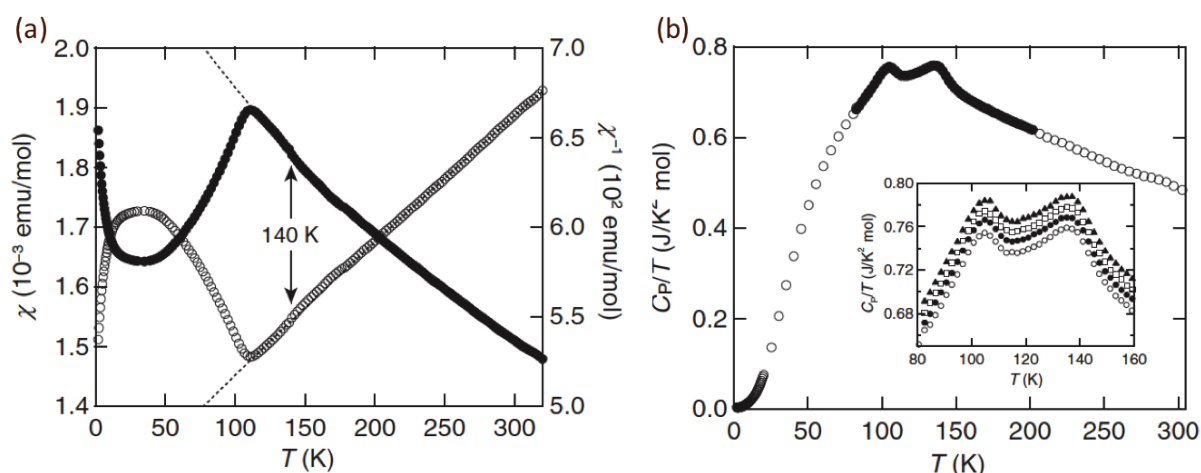 (a)
2.0
1.9
1.8
1.7
1.6
1.5
1.4
χ (10⁻³ emu/mol)
7.0
6.5
6.0
5.5
5.0
χ⁻¹ (10² emu/mol)
140 K
0 50 100 150 200 250 300
T (K)
(b)
0.8
0.6
0.4
0.2
0.0
C_P/T (J/K² mol)
0 50 100 150 200 250 300
T (K)
0.80
0.76
0.72
0.68
C_P/T (J/K² mol)
80 100 120 140 160
T (K)